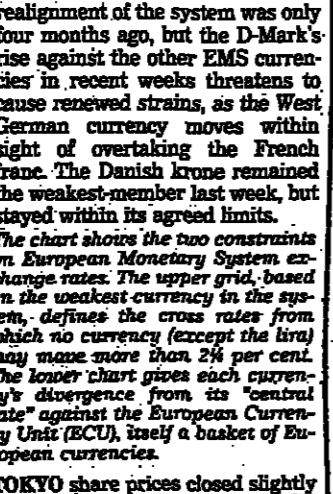 realignment of the system was only
four months ago, but the D-Mark's
rise against the other EMS curren-
cies in recent weeks threatens to
cause renewed strains, as the West
German currency moves within
sight of overtaking the French
franc. The Danish krone remained
the weakest-member last week, but
stayed within its agreed limits.
The chart shows the two constraints
on European Monetary System ex-
change rates. The upper grid, based
on the weakest currency in the sys-
tem, defines the cross rates from
which no currency (except the lira)
may move more than 2¼ per cent.
The lower chart gives each curren-
cy's divergence from its "central
rate" against the European Curren-
cy Unit (ECU), itself a basket of Eu-
ropean currencies.
TOKYO share prices closed slightly